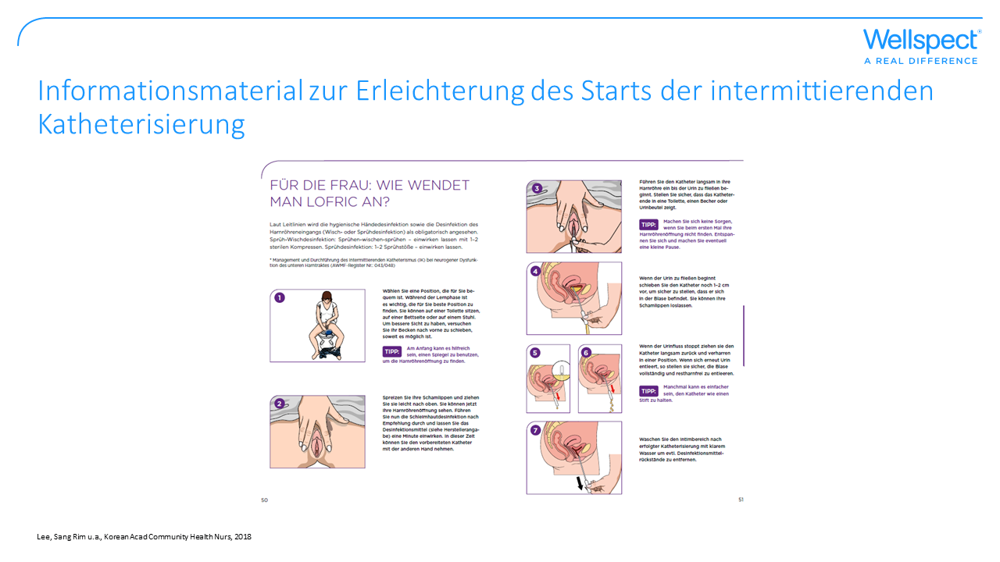 Wellspect®
A REAL DIFFERENCE
Informationsmaterial zur Erleichterung des Starts der intermittierenden
Katheterisierung
FÜR DIE FRAU: WIE WENDET
MAN LOFRIC AN?
Laut Leitlinien wird die hygienische Händedesinfektion sowie die Desinfektion des
Harnröhreneingangs (Wisch- oder Sprühdesinfektion) als obligatorisch angesehen.
Sprüh-Wischdesinfektion: Sprühen-wischen-sprühen – einwirken lassen mit 1–2
sterilen Kompressen. Sprühdesinfektion: 1–2 Sprühstöße – einwirken lassen.
* Management und Durchführung des Intermittierenden Katheterismus (IK) bei neurogener Dysfunk-
tion des unteren Harntraktes (AWMF-Register Nr.: 043/048)
1
Wählen Sie eine Position, die für Sie be-
quem ist. Während der Lernphase ist
es wichtig, die für Sie beste Position zu
finden. Sie können auf einer Toilette sitzen,
auf einer Bettseite oder auf einem Stuhl.
Um bessere Sicht zu haben, versuchen
Sie Ihr Becken nach vorne zu schieben,
soweit es möglich ist.
TIPP: Am Anfang kann es hilfreich
sein, einen Spiegel zu benutzen,
um die Harnröhrenöffnung zu finden.
2
Spreizen Sie Ihre Schamlippen und ziehen
Sie sie leicht nach oben. Sie können jetzt
Ihre Harnröhrenöffnung sehen. Führen
Sie nun die Schleimhautdesinfektion nach
Empfehlung durch und lassen Sie das
Desinfektionsmittel (siehe Herstelleranga-
be) eine Minute einwirken. In dieser Zeit
können Sie den vorbereiteten Katheter
mit der anderen Hand nehmen.
50
3
Führen Sie den Katheter langsam in Ihre
Harnröhre ein bis der Urin zu fließen be-
ginnt. Stellen Sie sicher, dass das Katheter-
ende in eine Toilette, einen Becher oder
Urinbeutel zeigt.
TIPP: Machen Sie sich keine Sorgen,
wenn Sie beim ersten Mal Ihre
Harnröhrenöffnung nicht finden. Entspan-
nen Sie sich und machen Sie eventuell
eine kleine Pause.
4
Wenn der Urin zu fließen beginnt
schieben Sie den Katheter noch 1–2 cm
vor, um sicher zu stellen, dass er sich
in der Blase befindet. Sie können Ihre
Schamlippen loslassen.
5
6
Wenn der Urinfluss stoppt ziehen sie den
Katheter langsam zurück und verharren
in einer Position. Wenn sich erneut Urin
entleert, so stellen sie sicher, die Blase
vollständig und restharnfrei zu entleeren.
TIPP: Manchmal kann es einfacher
sein, den Katheter wie einen
Stift zu halten.
7
Waschen Sie den Intimbereich nach
erfolgter Katheterisierung mit klarem
Wasser um evtl. Desinfektionsmittel-
rückstände zu entfernen.
51
Lee, Sang Rim u.a., Korean Acad Community Health Nurs, 2018